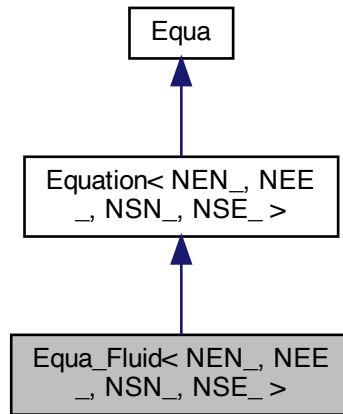 Equa
Equation< NEN_, NEE
_, NSN_, NSE_ >
Equa_Fluid< NEN_, NEE
_, NSN_, NSE_ >